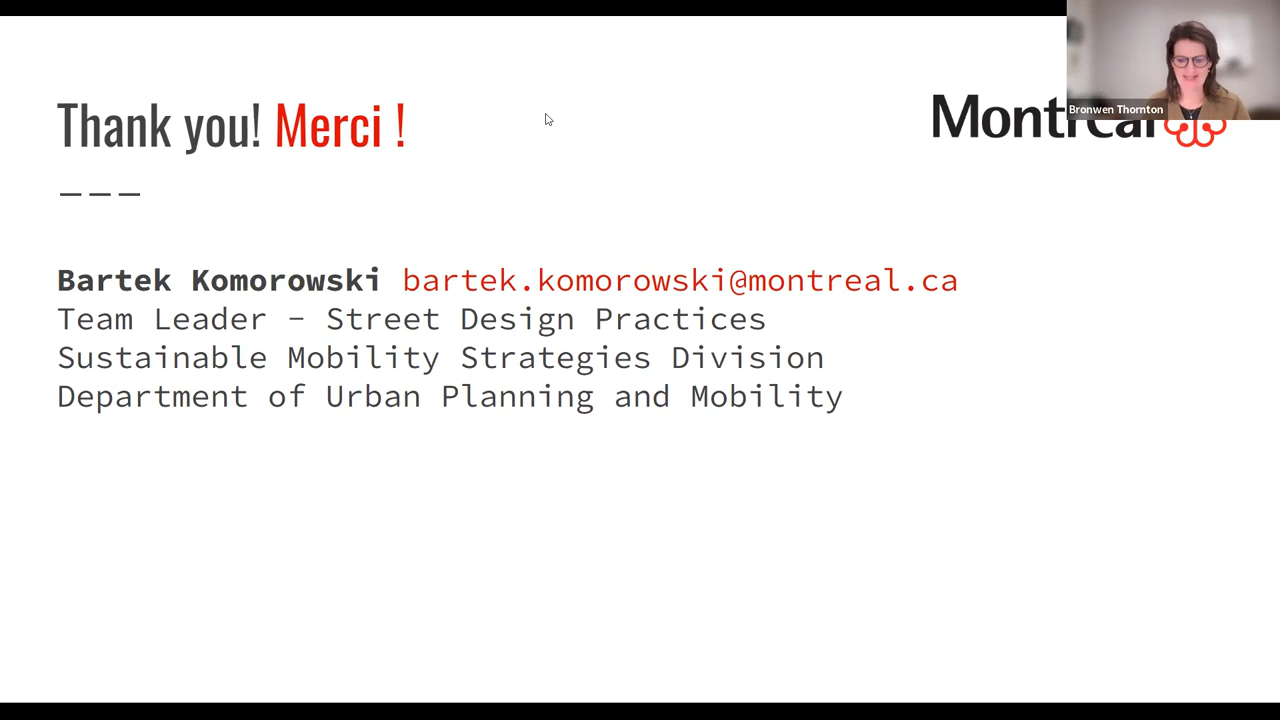 Thank you! Merci !
Montréal
Bronwen Thornton
Bartek Komorowski bartek.komorowski@montreal.ca
Team Leader - Street Design Practices
Sustainable Mobility Strategies Division
Department of Urban Planning and Mobility